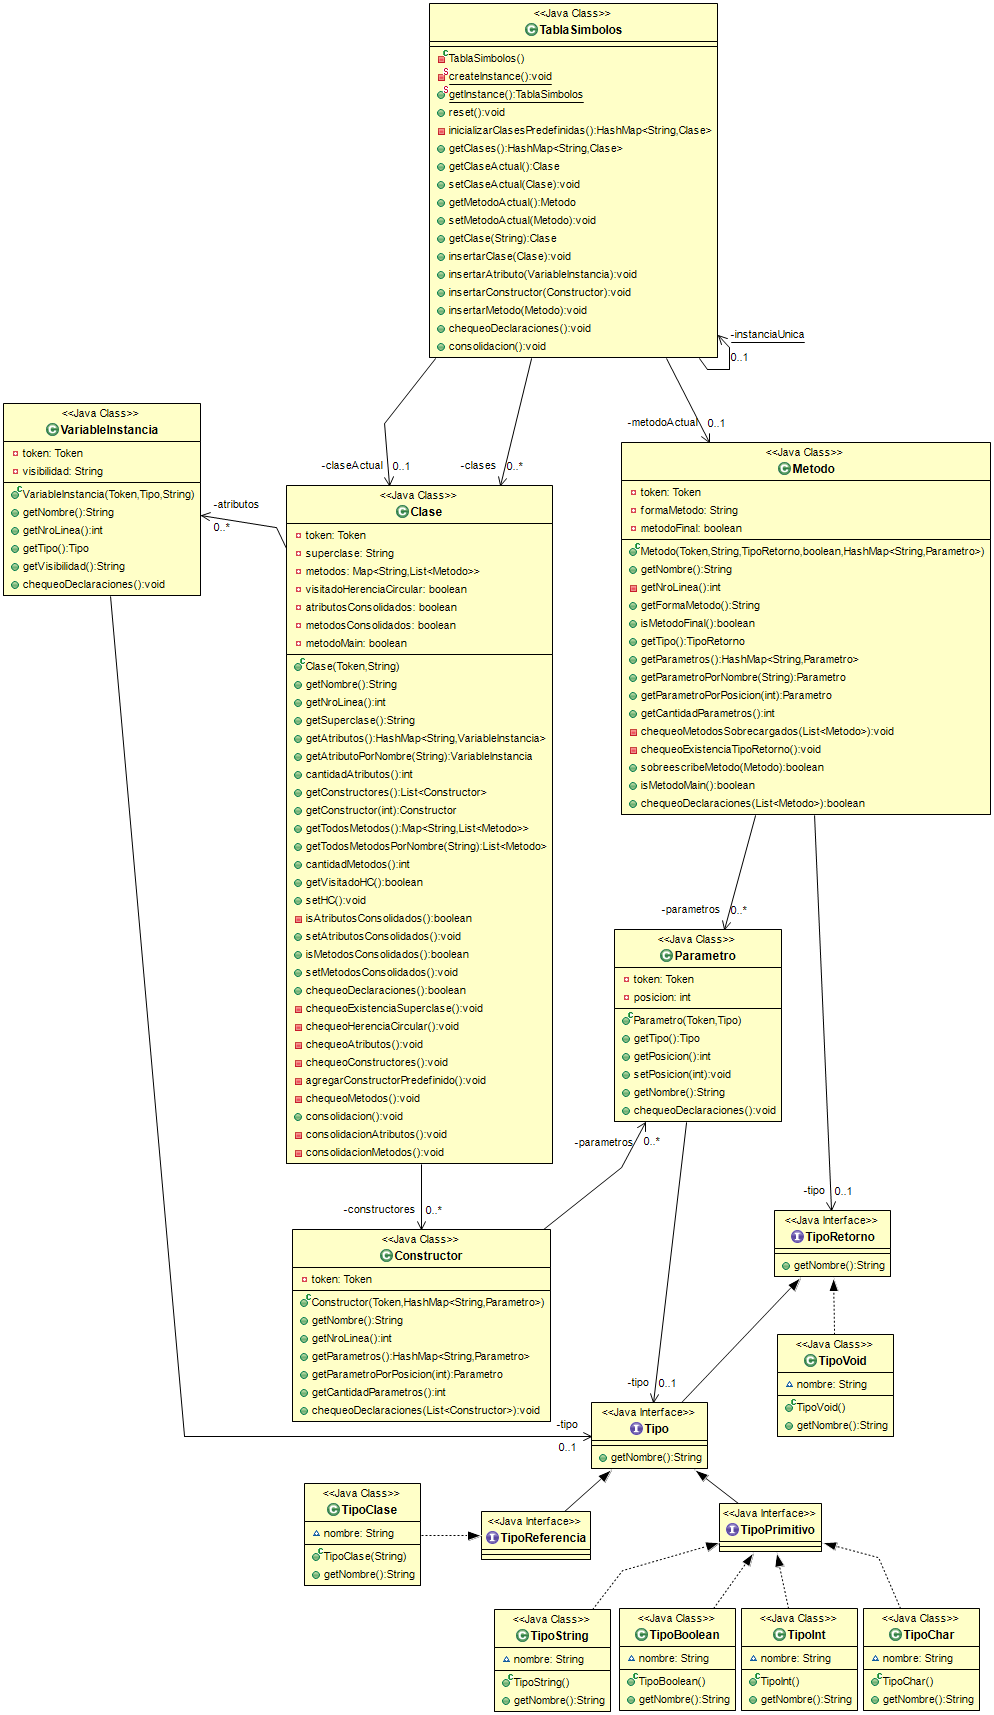 <<Java Class>>
TablaSimbolos
TablaSimbolos()
createInstance():void
getInstance():TablaSimbolos
reset():void
inicializarClasesPredefinidas():HashMap<String,Clase>
getClases():HashMap<String,Clase>
getClaseActual():Clase
setClaseActual(Clase):void
getMetodoActual():Metodo
setMetodoActual(Metodo):void
getClase(String):Clase
insertarClase(Clase):void
insertarAtributo(VariableInstancia):void
insertarConstructor(Constructor):void
insertarMetodo(Metodo):void
chequeoDeclaraciones():void
consolidacion():void
-instanciaUnica
0..1
-claseActual 0..1
-clases 0..*
-metodoActual 0..1
<<Java Class>>
VariableInstancia
token: Token
visibilidad: String
VariableInstancia(Token,Tipo,String)
getNombre():String
getNroLinea():int
getTipo():Tipo
getVisibilidad():String
chequeoDeclaraciones():void
-atributos
0..*
<<Java Class>>
Clase
token: Token
superclase: String
metodos: Map<String,List<Metodo>>
visitadoHerenciaCircular: boolean
atributosConsolidados: boolean
metodosConsolidados: boolean
metodoMain: boolean
Clase(Token,String)
getNombre():String
getNroLinea():int
getSuperclase():String
getAtributos():HashMap<String,VariableInstancia>
getAtributoPorNombre(String):VariableInstancia
cantidadAtributos():int
getConstructores():List<Constructor>
getConstructor(int):Constructor
getTodosMetodos():Map<String,List<Metodo>>
getTodosMetodosPorNombre(String):List<Metodo>
cantidadMetodos():int
getVisitadoHC():boolean
setHC():void
isAtributosConsolidados():boolean
setAtributosConsolidados():void
isMetodosConsolidados():boolean
setMetodosConsolidados():void
chequeoDeclaraciones():boolean
chequeoExistenciaSuperclase():void
chequeoHerenciaCircular():void
chequeoAtributos():void
chequeoConstructores():void
agregarConstructorPredefinido():void
chequeoMetodos():void
consolidacion():void
consolidacionAtributos():void
consolidacionMetodos():void
<<Java Class>>
Metodo
token: Token
formaMetodo: String
metodoFinal: boolean
Metodo(Token,String,TipoRetorno,boolean,HashMap<String,Parametro>)
getNombre():String
getNroLinea():int
getFormaMetodo():String
isMetodoFinal():boolean
getTipo():TipoRetorno
getParametros():HashMap<String,Parametro>
getParametroPorNombre(String):Parametro
getParametroPorPosicion(int):Parametro
getCantidadParametros():int
chequeoMetodosSobrecargados(List<Metodo>):void
chequeoExistenciaTipoRetorno():void
sobreescribeMetodo(Metodo):boolean
isMetodoMain():boolean
chequeoDeclaraciones(List<Metodo>):boolean
-parametros 0..*
<<Java Class>>
Parametro
token: Token
posicion: int
Parametro(Token,Tipo)
getTipo():Tipo
getPosicion():int
setPosicion(int):void
getNombre():String
chequeoDeclaraciones():void
-parametros 0..*
-constructores 0..*
<<Java Class>>
Constructor
token: Token
Constructor(Token,HashMap<String,Parametro>)
getNombre():String
getNroLinea():int
getParametros():HashMap<String,Parametro>
getParametroPorPosicion(int):Parametro
getCantidadParametros():int
chequeoDeclaraciones(List<Constructor>):void
-tipo 0..1
<<Java Interface>>
TipoRetorno
getNombre():String
<<Java Class>>
TipoVoid
nombre: String
TipoVoid()
getNombre():String
-tipo 0..1
-tipo
0..1
<<Java Interface>>
Tipo
getNombre():String
<<Java Class>>
TipoClase
nombre: String
TipoClase(String)
getNombre():String
<<Java Interface>>
TipoReferencia
<<Java Interface>>
TipoPrimitivo
<<Java Class>>
TipoString
nombre: String
TipoString()
getNombre():String
<<Java Class>>
TipoBoolean
nombre: String
TipoBoolean()
getNombre():String
<<Java Class>>
TipoInt
nombre: String
TipoInt()
getNombre():String
<<Java Class>>
TipoChar
nombre: String
TipoChar()
getNombre():String